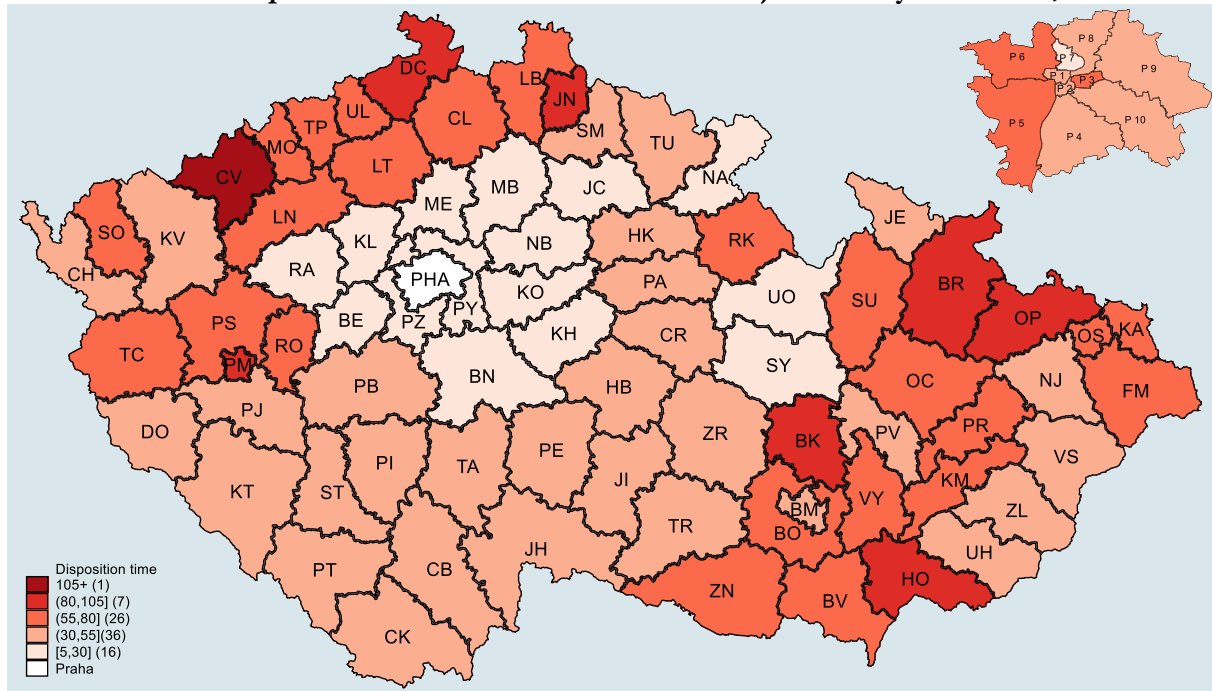 DC
LB
JN
UL
CL
TP
MO
SM
TU
CV
LT
NA
MB
JC
ME
LN
SO
KV
KL
NB
HK
RK
JE
CH
RA
PHA
KO
PA
UO
SU
BR
PS
BE
PZ
PY
KH
CR
OP
OS
KA
TC
RO
PM
PB
BN
HB
SY
OC
NJ
FM
PJ
DO
PI
TA
PE
ZR
BK
PV
PR
VS
KT
ST
JI
VY
KM
BM
BO
TR
ZL
UH
PT
CB
JH
ZN
BV
HO
CK
P 8
P 6
P 7
P 9
P 1
P 3
P 2
P 5
P 4
P 10
Disposition time
105+ (1)
(80,105] (7)
(55,80] (26)
(30,55](36)
[5,30] (16)
Praha